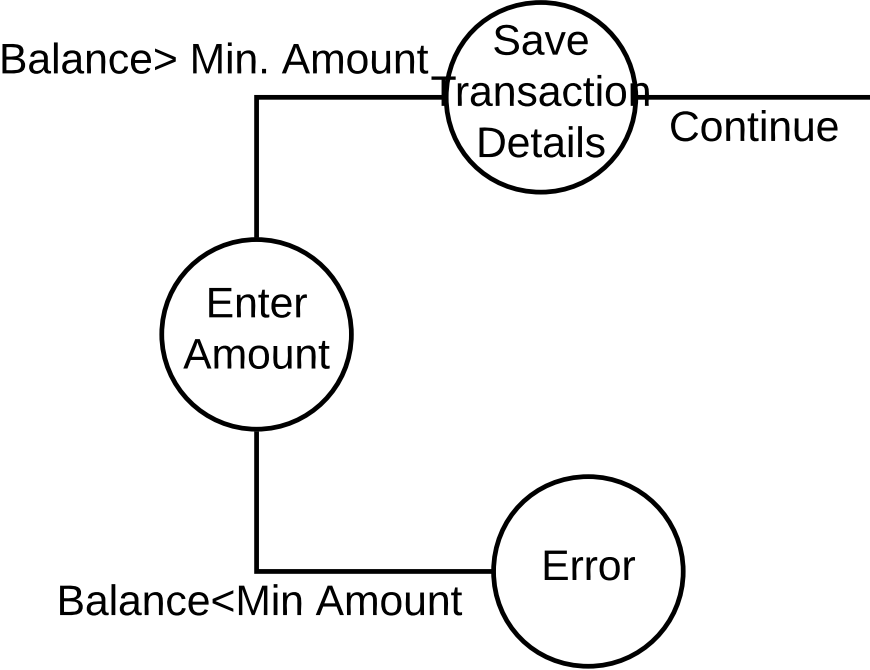 Balance> Min. Amount
Save
Transaction
Details
Continue
Enter
Amount
Balance<Min Amount
Error